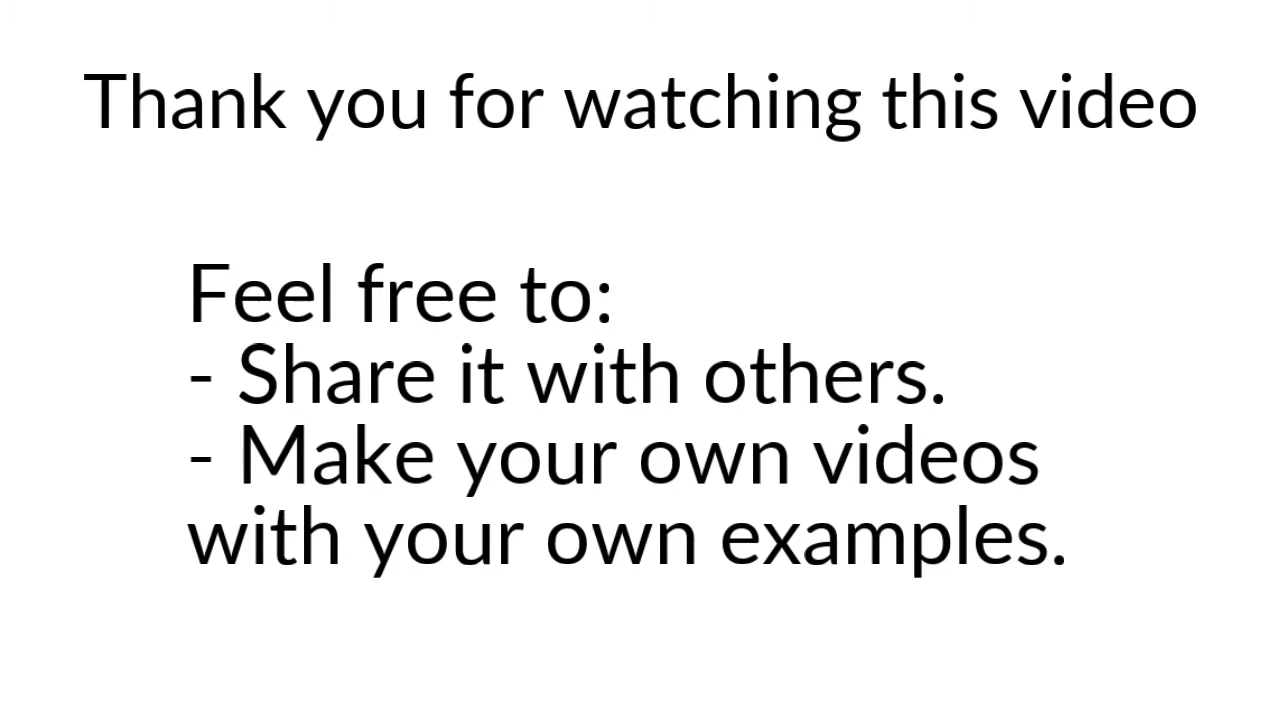 Thank you for watching this video
Feel free to:
- Share it with others.
- Make your own videos
with your own examples.